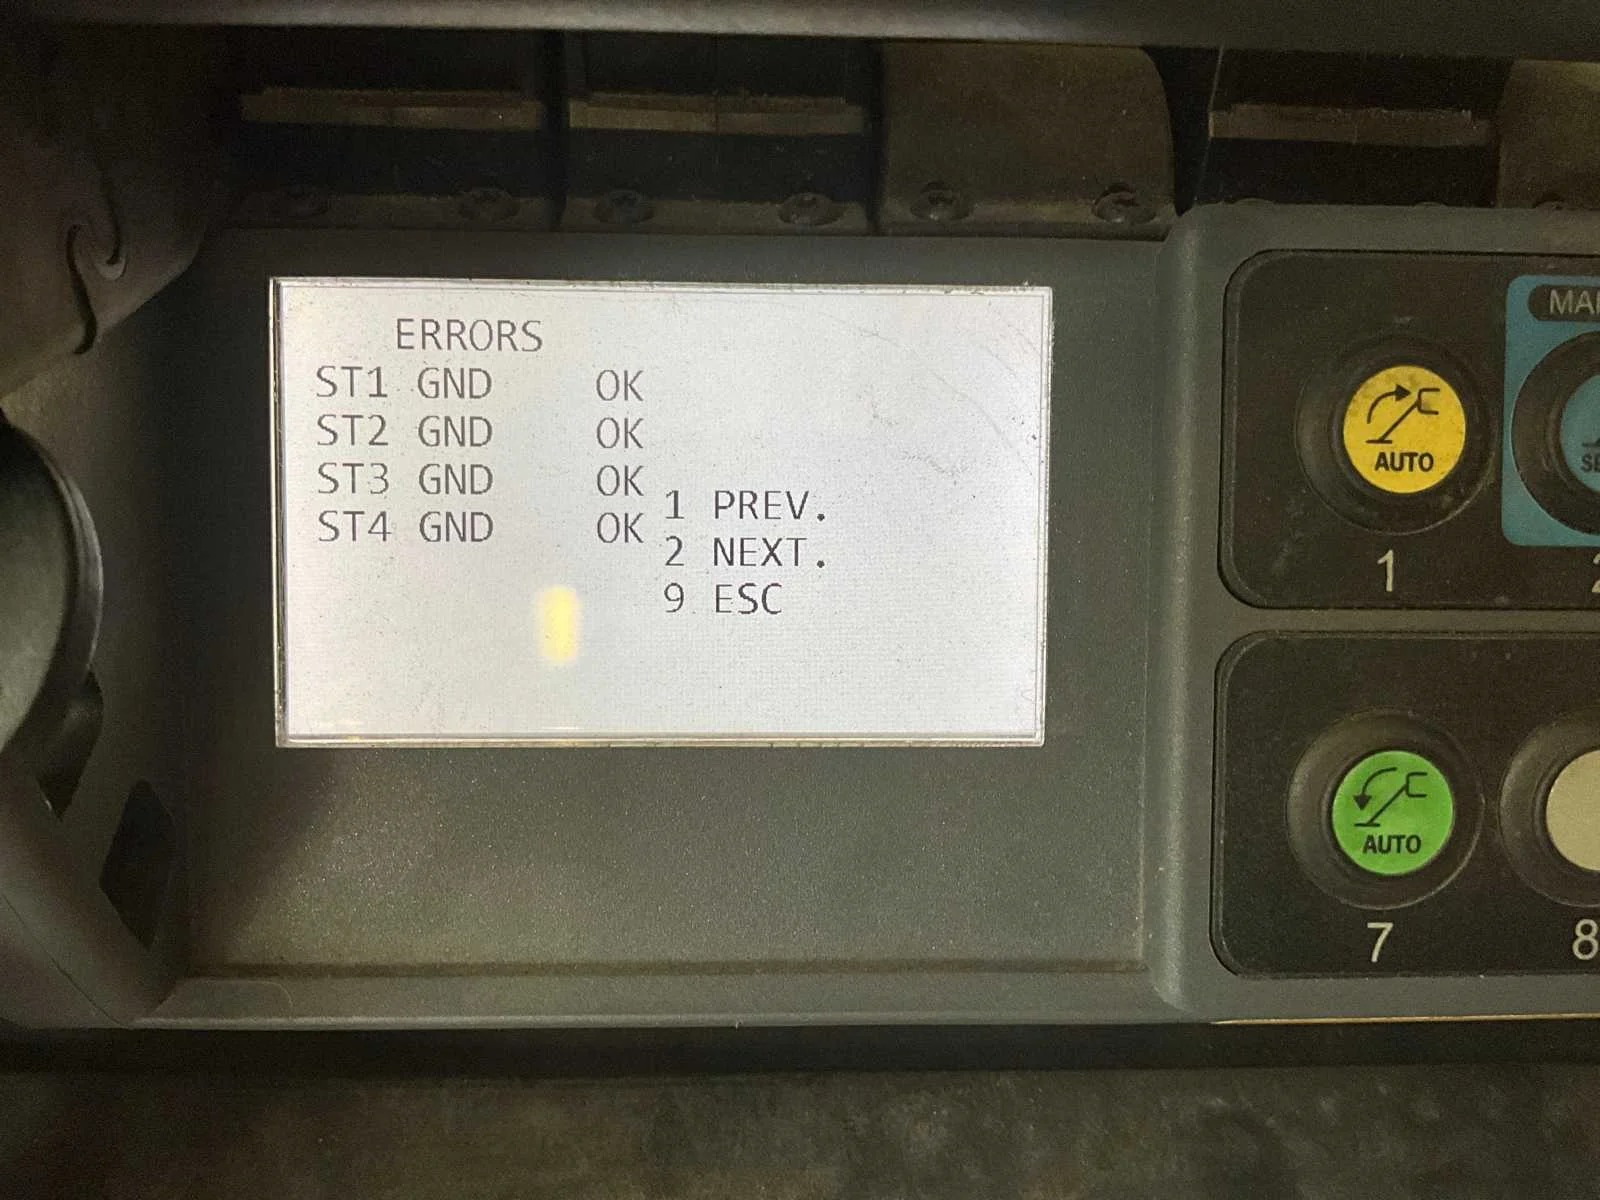 ERRORS
ST1 GND OK
ST2 GND OK
ST3 GND OK
ST4 GND OK
1 PREV.
2 NEXT.
9 ESC
AUTO
1
AUTO
7
8